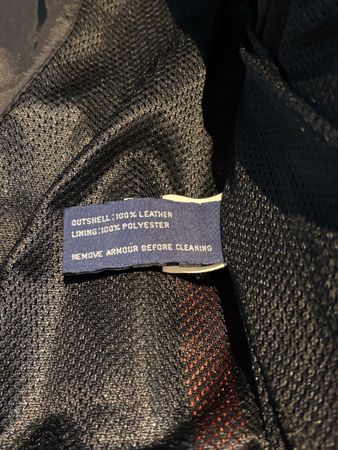 OUTSHELL:100% LEATHER
LINING:100% POLYESTER
REMOVE ARMOUR BEFORE CLEANING